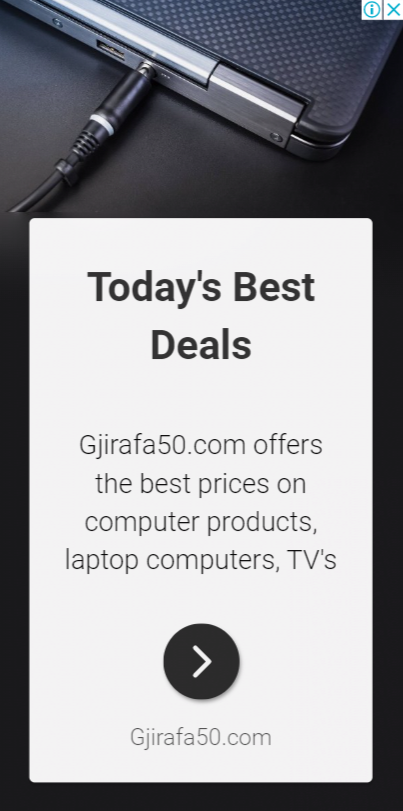 Today's Best
Deals
Gjirafa50.com offers
the best prices on
computer products,
laptop computers, TV's
Gjirafa50.com